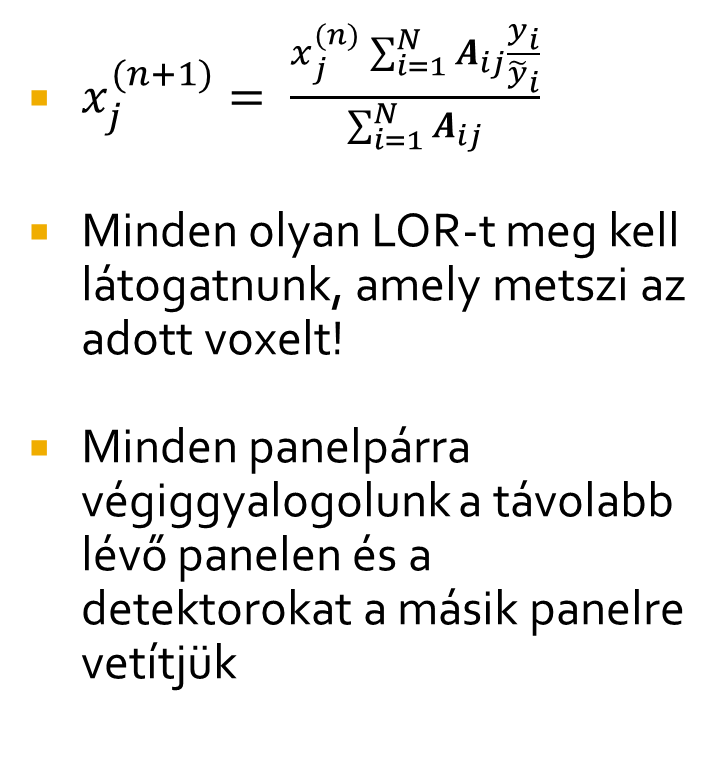 ▪ $x_j^{(n+1)} = \frac{x_j^{(n)} \sum_{i=1}^{N} \boldsymbol{A}_{ij} \frac{y_i}{\tilde{y}_i}}{\sum_{i=1}^{N} \boldsymbol{A}_{ij}}$
▪ Minden olyan LOR-t meg kell
látogatnunk, amely metszi az
adott voxelt!
▪ Minden panelpárra
végiggyalogolunk a távolabb
lévő panelen és a
detektorokat a másik panelre
vetítjük